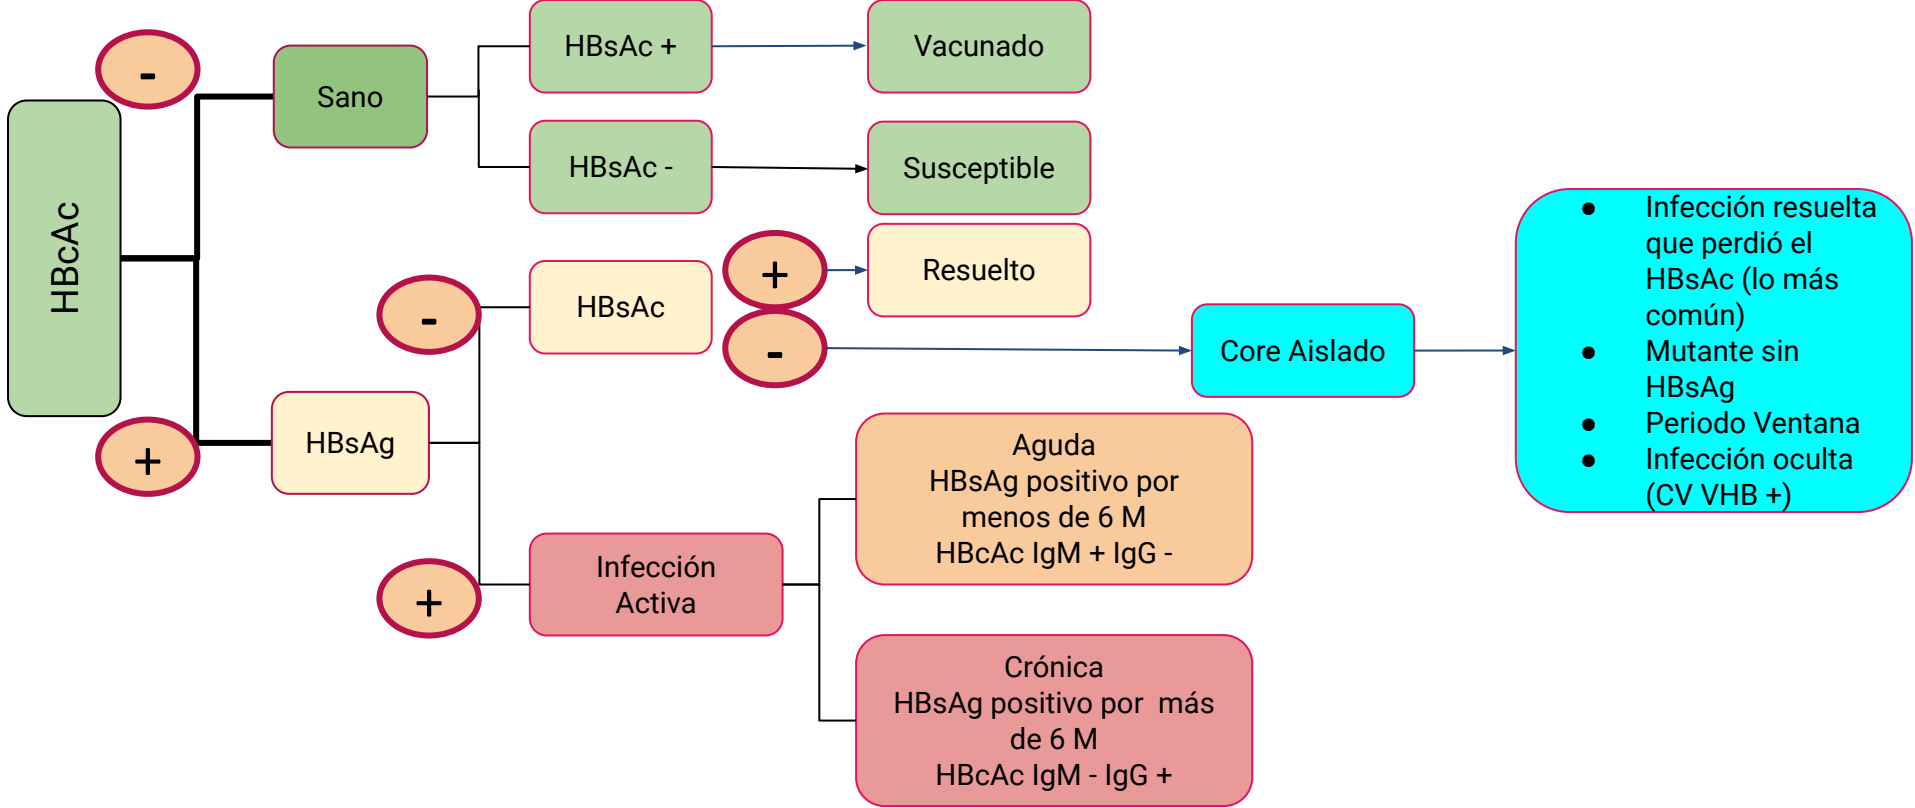 HBcAc
-
+
Sano
HBsAc +
Vacunado
HBsAc -
Susceptible
HBsAg
-
+
HBsAc
+
Resuelto
-
Core Aislado
● Infección resuelta
que perdió el
HBsAc (lo más
común)
● Mutante sin
HBsAg
● Periodo Ventana
● Infección oculta
(CV VHB +)
Infección
Activa
Aguda
HBsAg positivo por
menos de 6 M
HBcAc IgM + IgG -
Crónica
HBsAg positivo por más
de 6 M
HBcAc IgM - IgG +